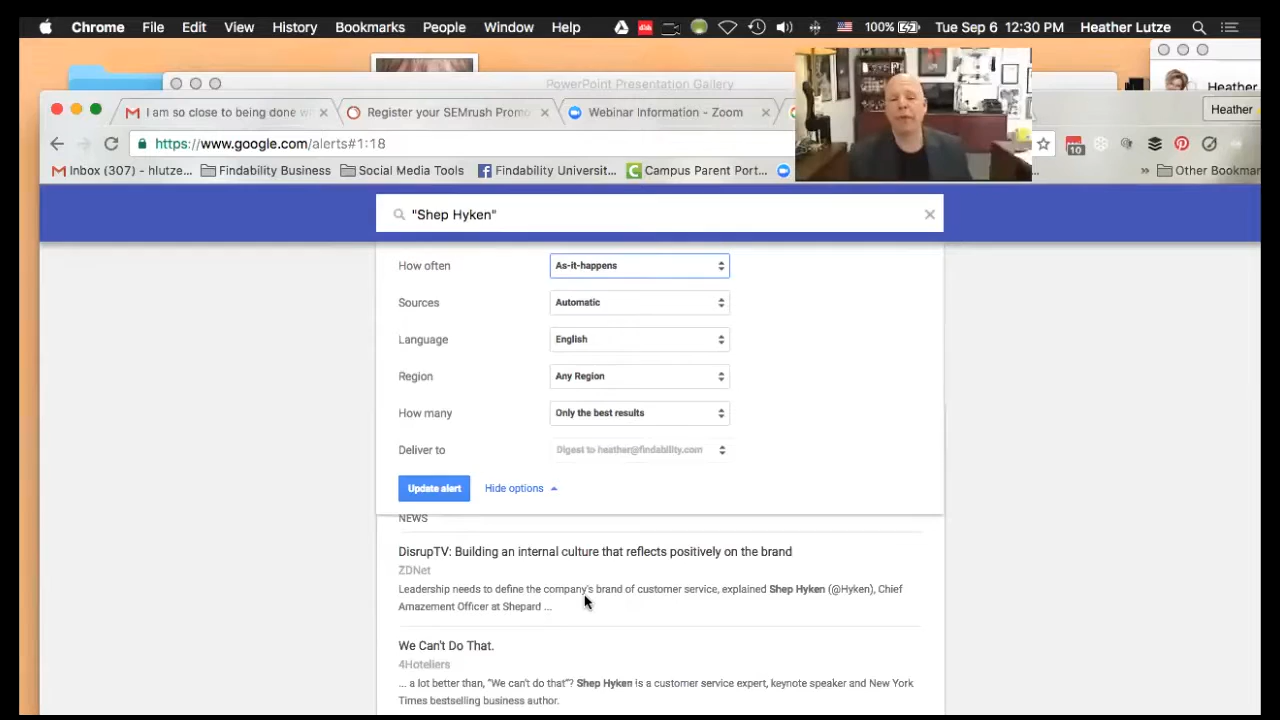 Chrome File Edit View History Bookmarks People Window Help 100% Tue Sep 6 12:30 PM Heather Lutze
PowerPoint Presentation Gallery
Heather
I am so close to being done w
Register your SEMrush Promo
Webinar Information - Zoom
Heather
https://www.google.com/alerts#1:18
10
Inbox (307) - hlutze...
Findability Business
Social Media Tools
Findability Universit...
Campus Parent Port...
» Other Bookmar
"Shep Hyken"
How often As-it-happens
Sources Automatic
Language English
Region Any Region
How many Only the best results
Deliver to Digest to heather@findability.com
Update alert Hide options
NEWS
DisrupTV: Building an internal culture that reflects positively on the brand
ZDNet
Leadership needs to define the company's brand of customer service, explained Shep Hyken (@Hyken), Chief
Amazement Officer at Shepard ...
We Can't Do That.
4Hoteliers
... a lot better than, "We can't do that"? Shep Hyken is a customer service expert, keynote speaker and New York
Times bestselling business author.